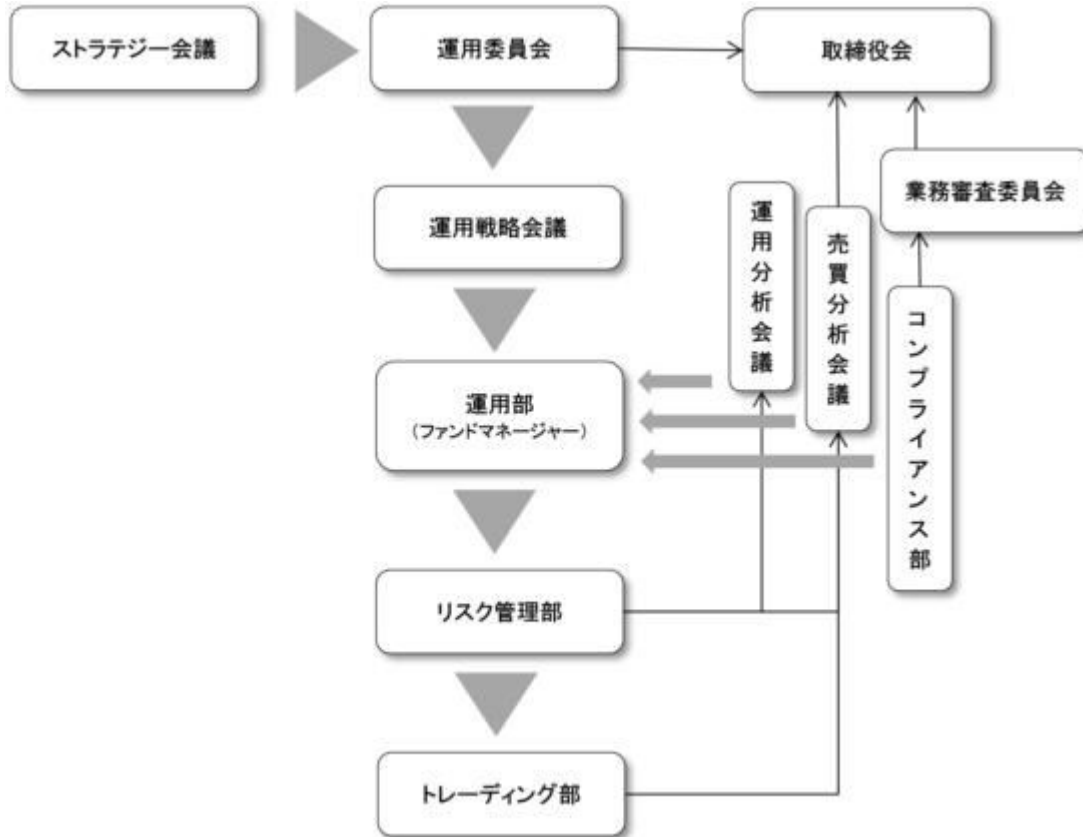 ストラテジー会議
運用委員会
取締役会
業務審査委員会
運用戦略会議
運用分析会議
売買分析会議
コンプライアンス部
運用部
(ファンドマネージャー)
リスク管理部
トレーディング部